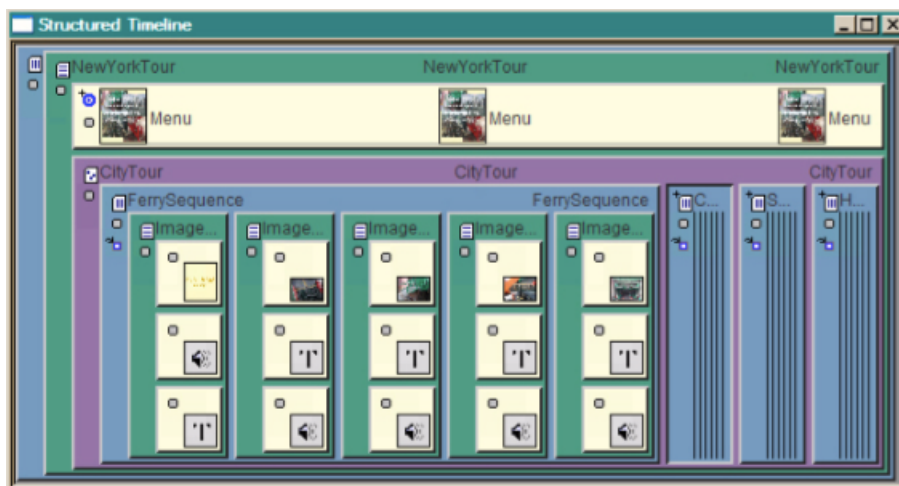 Structured Timeline
NewYorkTour NewYorkTour NewYorkTour
Menu Menu Menu
CityTour CityTour CityTour
FerrySequence FerrySequence C... S... H...
Image... Image... Image... Image... Image...
T T T T
T